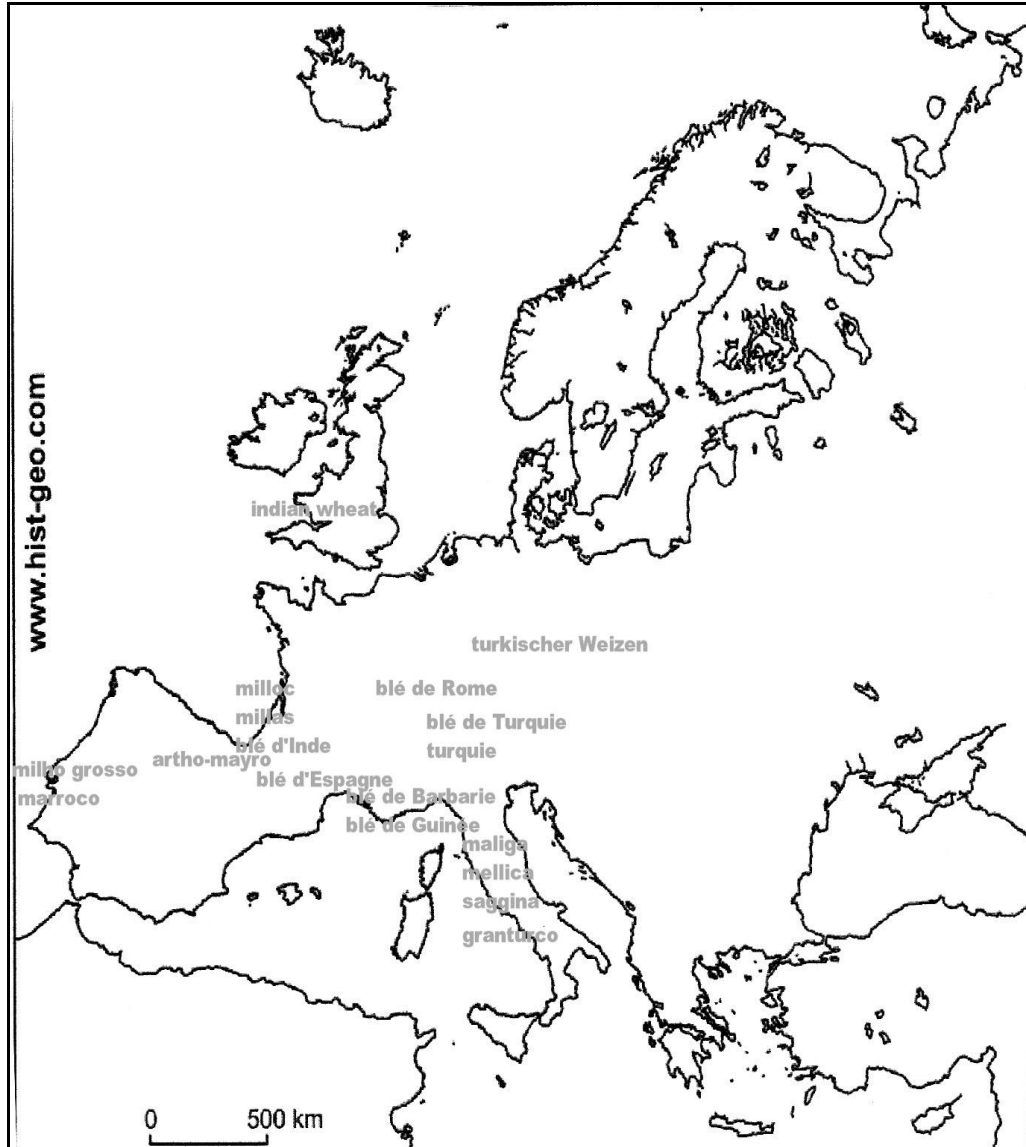 www.hist-geo.com
indian wheat
turkischer Weizen
milloc
blé de Rome
millas
blé de Turquie
blé d'Inde
turquie
artho-mayro
milho grosso
blé d'Espagne
marroco
blé de Barbarie
blé de Guinée
maliga
mellica
saggina
granturco
0 500 km